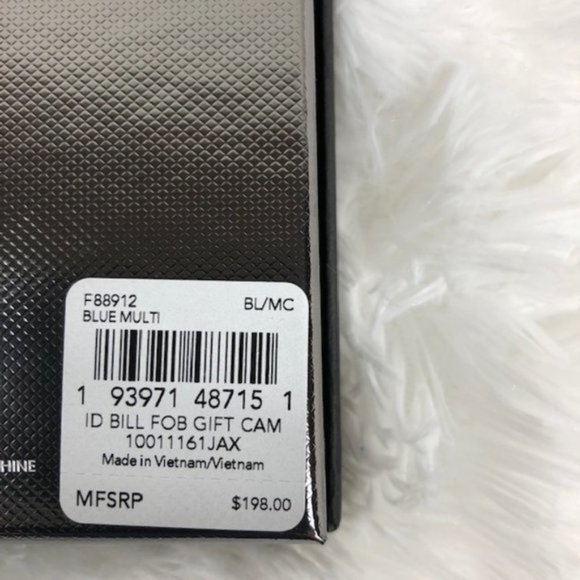 F88912 BL/MC
BLUE MULTI
1 93971 48715 1
ID BILL FOB GIFT CAM
10011161JAX
Made in Vietnam/Vietnam
MFSRP $198.00
HINE